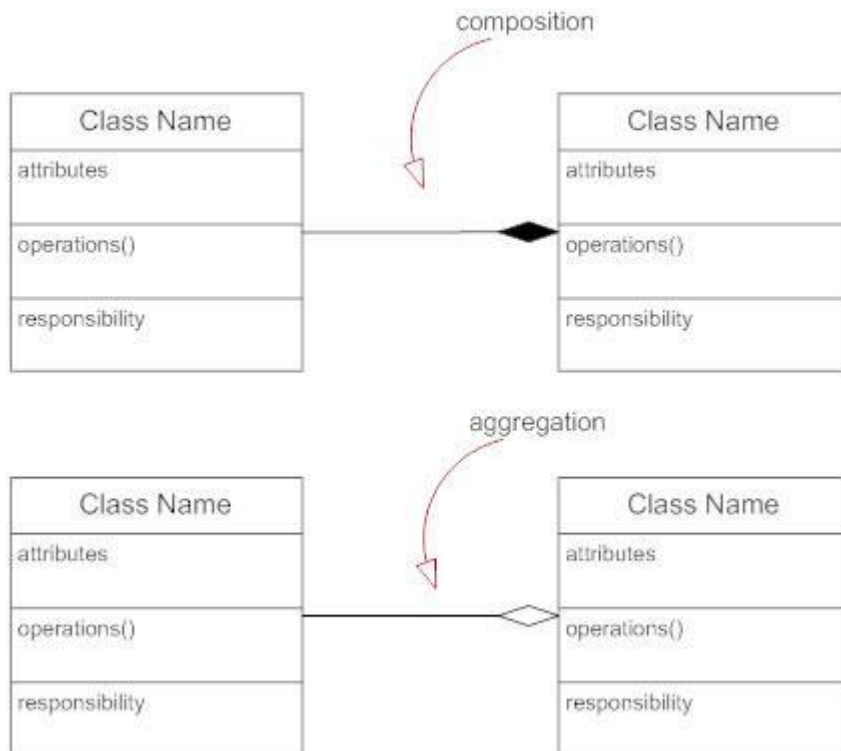 composition
Class Name
attributes
operations()
responsibility
Class Name
attributes
operations()
responsibility
aggregation
Class Name
attributes
operations()
responsibility
Class Name
attributes
operations()
responsibility